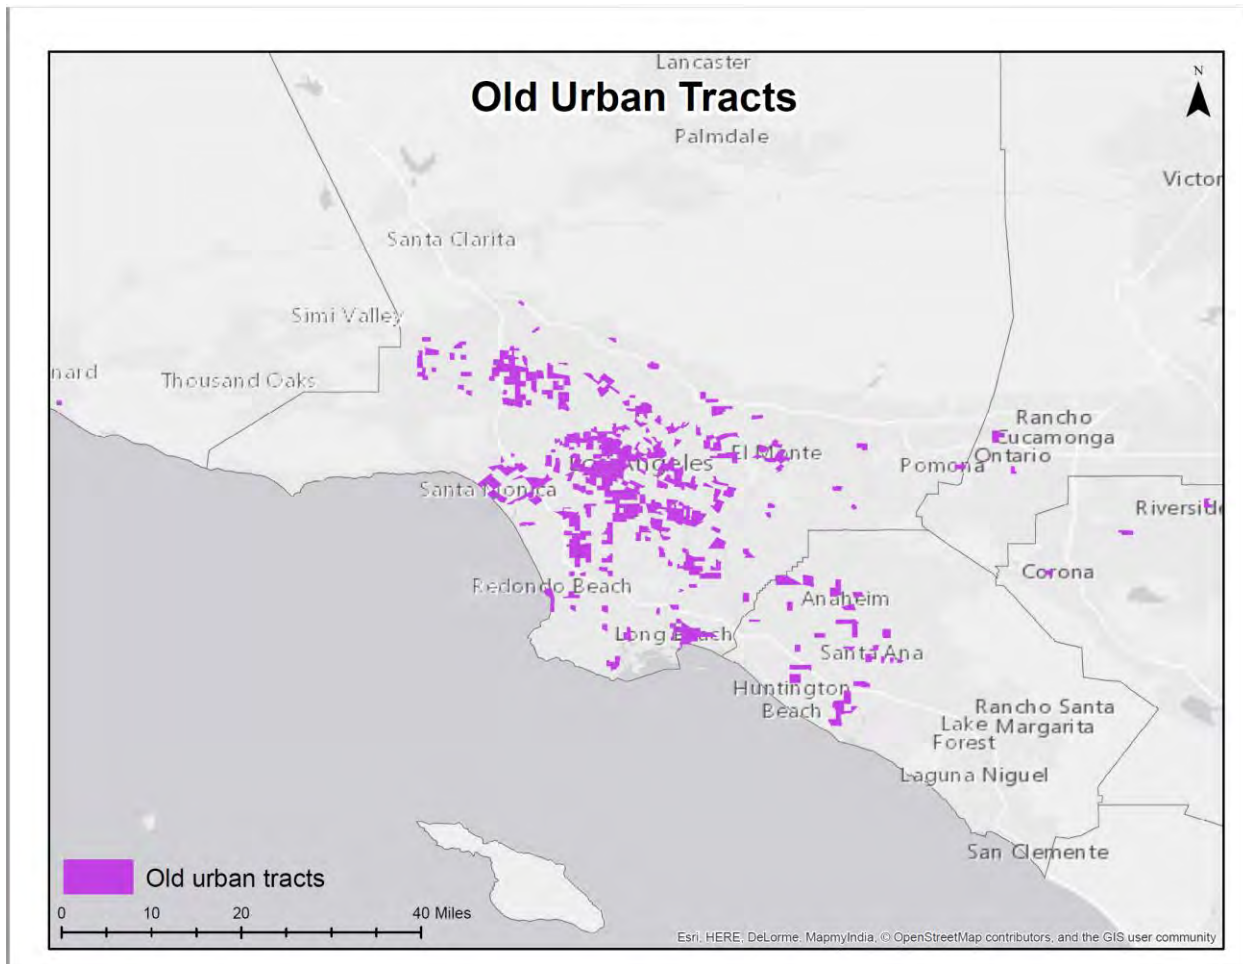 Lancaster
Old Urban Tracts
N
Palmdale
Victor
Santa Clarita
Simi Valley
nard
Thousand Oaks
Rancho
Cucamonga
El Monte
Los Angeles
Pomona
Ontario
Santa Monica
Riverside
Corona
Redondo Beach
Anaheim
Long Beach
Santa Ana
Huntington
Beach
Rancho Santa
Margarita
Lake
Forest
Laguna Niguel
San Clemente
Old urban tracts
0 10 20 40 Miles
Esri, HERE, DeLorme, MapmyIndia, © OpenStreetMap contributors, and the GIS user community